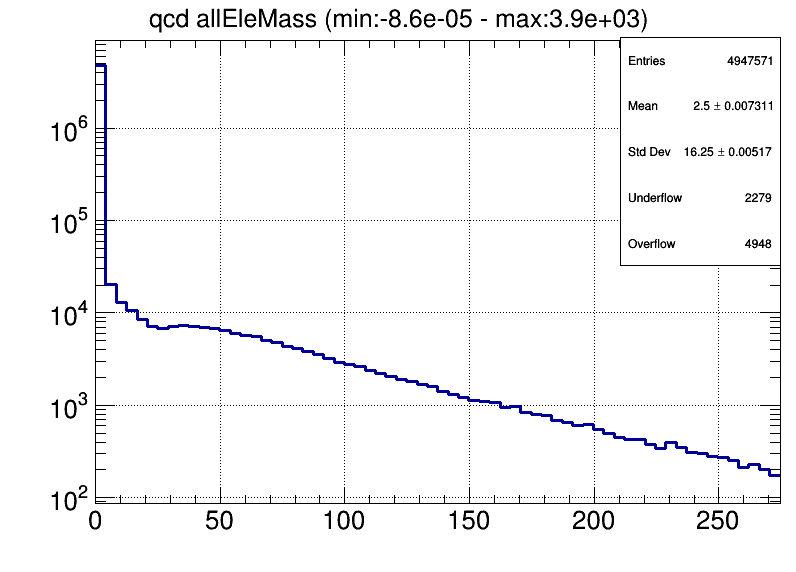 qcd allEleMass (min:-8.6e-05 - max:3.9e+03)
Entries 4947571
Mean 2.5 ± 0.007311
Std Dev 16.25 ± 0.00517
Underflow 2279
Overflow 4948
10^6
10^5
10^4
10^3
10^2
0 50 100 150 200 250